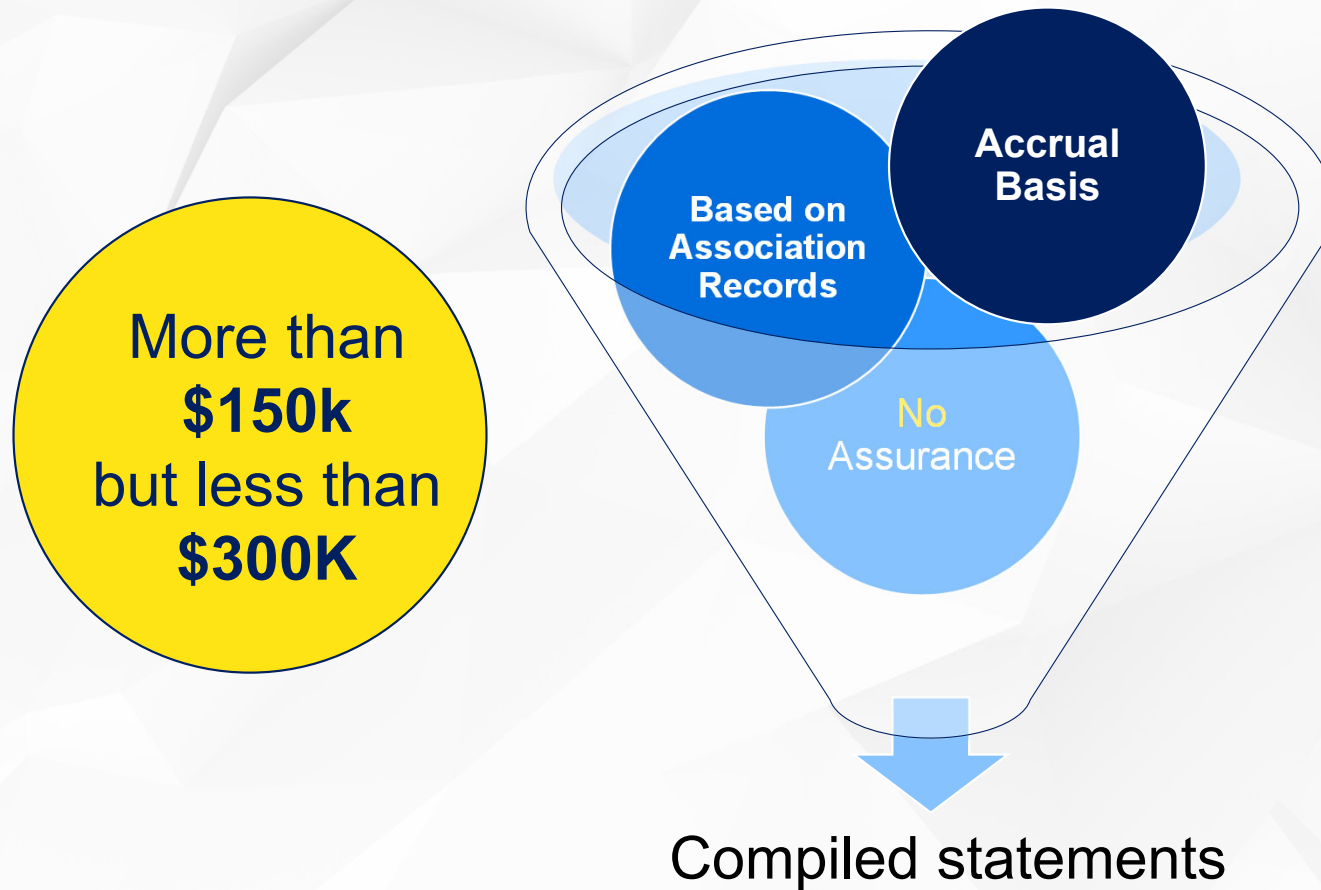 More than
$150k
but less than
$300K
Accrual
Basis
Based on
Association
Records
No
Assurance
Compiled statements